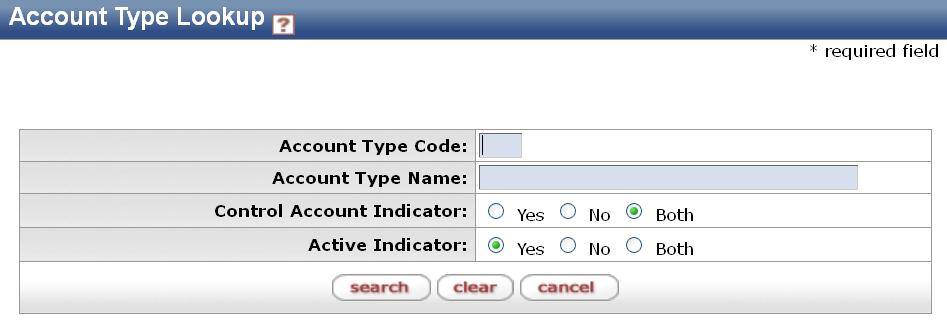 Account Type Lookup ?
* required field
Account Type Code:
Account Type Name:
Control Account Indicator: Yes No Both
Active Indicator: Yes No Both
search clear cancel